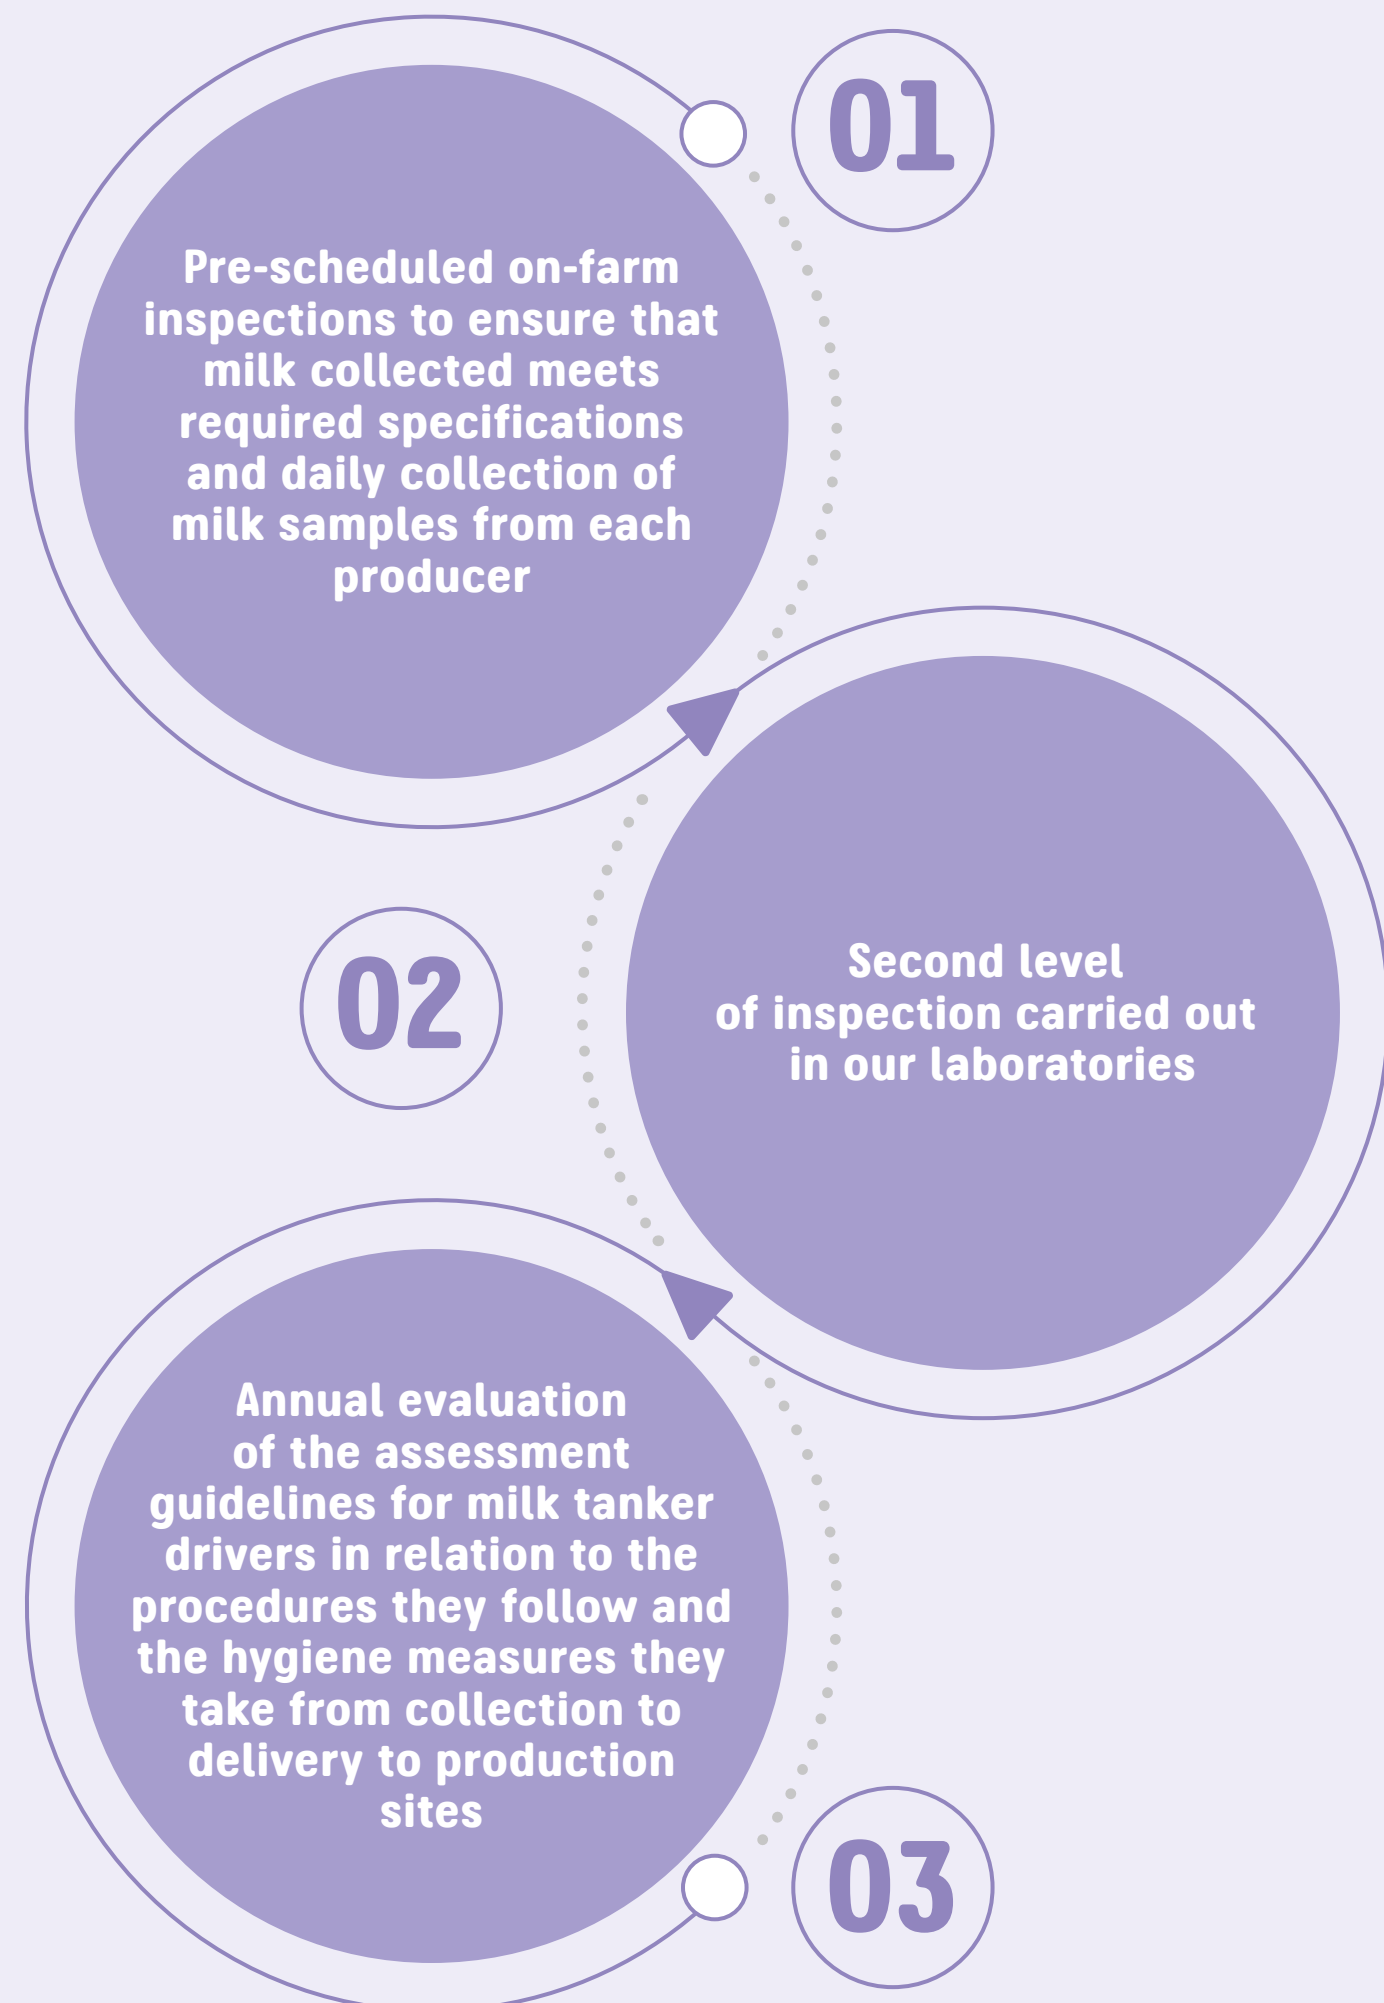 01
Pre-scheduled on-farm
inspections to ensure that
milk collected meets
required specifications
and daily collection of
milk samples from each
producer
02
Second level
of inspection carried out
in our laboratories
03
Annual evaluation
of the assessment
guidelines for milk tanker
drivers in relation to the
procedures they follow and
the hygiene measures they
take from collection to
delivery to production
sites